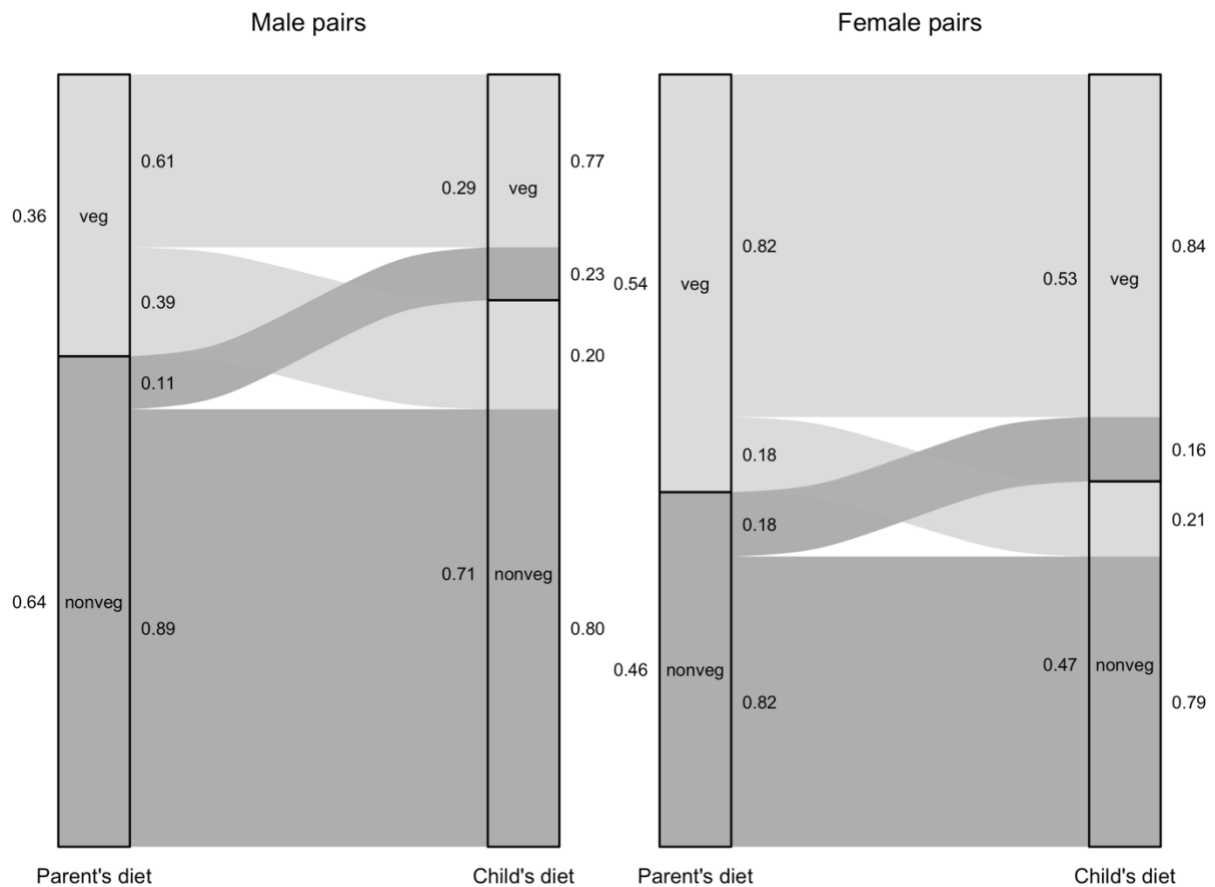 Male pairs
Female pairs
0.61
0.77
0.29
veg
veg
0.36
0.39
0.23
0.20
0.11
nonveg
0.64
0.89
0.71
nonveg
0.80
0.82
0.84
0.54
veg
0.53
veg
0.18
0.16
0.18
0.21
0.46
nonveg
0.82
0.47
nonveg
0.79
Parent's diet
Child's diet
Parent's diet
Child's diet